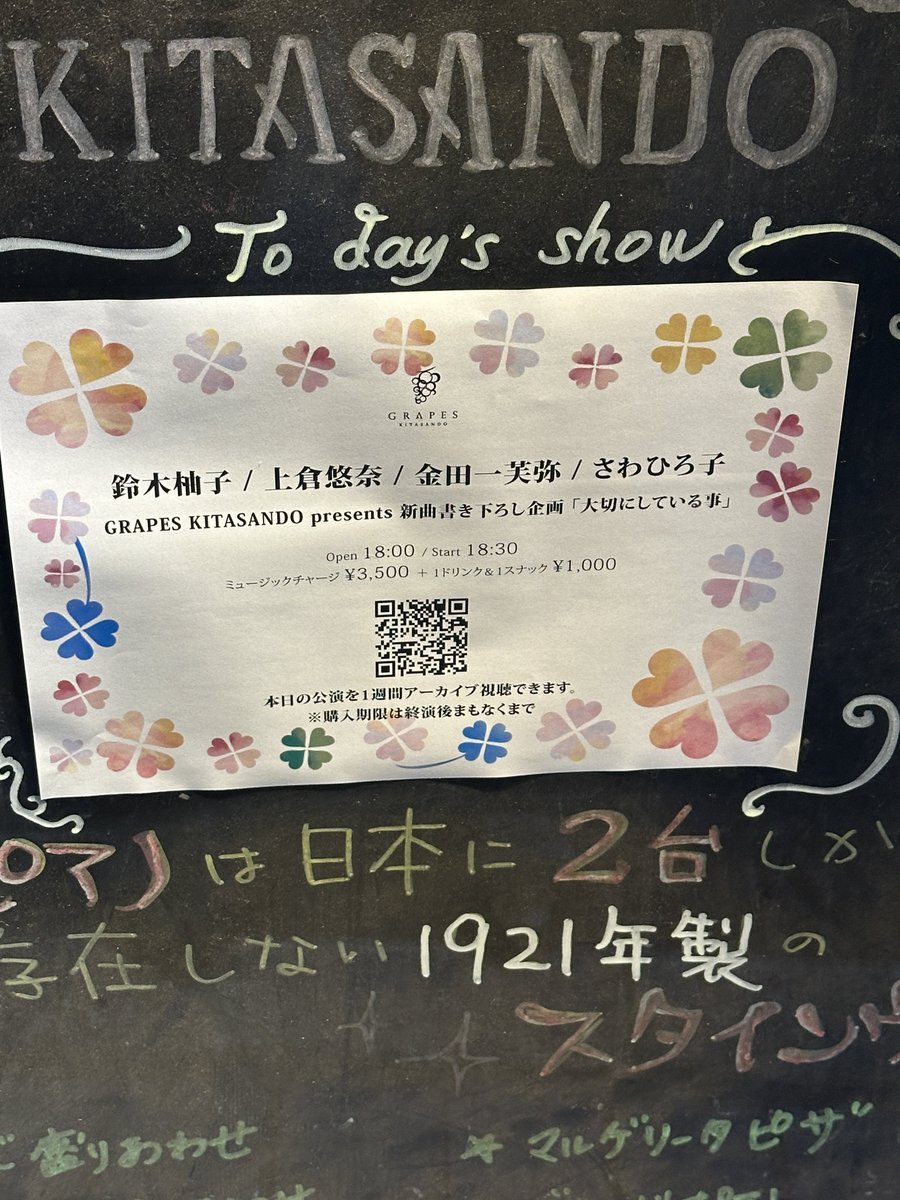 KITASANDO
To day's show
GRAPES
KITASANDO
鈴木柚子 / 上倉悠奈 / 金田一芙弥 / さわひろ子
GRAPES KITASANDO presents 新曲書き下ろし企画「大切にしている事」
Open 18:00 / Start 18:30
ミュージックチャージ ¥3,500 + 1ドリンク&1スナック ¥1,000
本日の公演を1週間アーカイブ視聴できます。
※購入期限は終演後まもなくまで
ピアノは日本に2台しか
存在しない1921年製の
スタインウ
盛りあわせ
* マルゲリータピザ